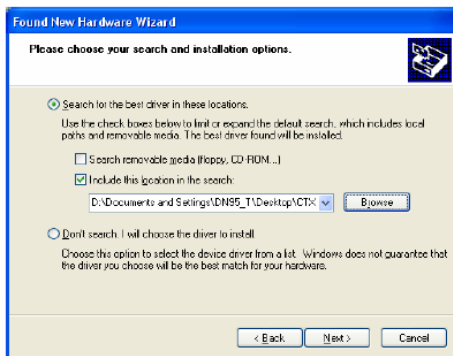 Found New Hardware Wizard
Please choose your search and installation options.
Search for the best driver in these locations.
Use the check boxes below to limit or expand the default search, which includes local
paths and removable media. The best driver found will be installed.
Search removable media (floppy, CD-ROM...)
Include this location in the search:
D:\Documents and Settings\DN95_T\Desktop\CTX
Browse
Don't search. I will choose the driver to install.
Choose this option to select the device driver from a list. Windows does not guarantee that
the driver you choose will be the best match for your hardware.
< Back
Next >
Cancel